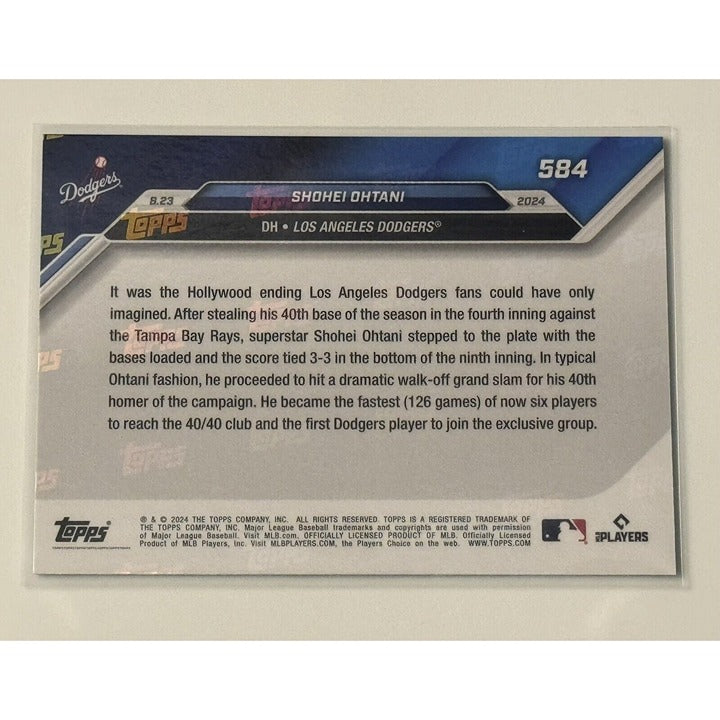 584
Dodgers
8.23
SHOHEI OHTANI
2024
TOPPS
DH • LOS ANGELES DODGERS®
It was the Hollywood ending Los Angeles Dodgers fans could have only
imagined. After stealing his 40th base of the season in the fourth inning against
the Tampa Bay Rays, superstar Shohei Ohtani stepped to the plate with the
bases loaded and the score tied 3-3 in the bottom of the ninth inning. In typical
Ohtani fashion, he proceeded to hit a dramatic walk-off grand slam for his 40th
homer of the campaign. He became the fastest (126 games) of now six players
to reach the 40/40 club and the first Dodgers player to join the exclusive group.
TOPPS
® & © 2024 THE TOPPS COMPANY, INC. ALL RIGHTS RESERVED. TOPPS IS A REGISTERED TRADEMARK OF
THE TOPPS COMPANY, INC. Major League Baseball trademarks and copyrights are used with permission
of Major League Baseball. Visit MLB.com. OFFICIALLY LICENSED PRODUCT OF MLB. Officially Licensed
Product of MLB Players, Inc. Visit MLBPLAYERS.COM, the Players Choice on the web. WWW.TOPPS.COM
MLB PLAYERS